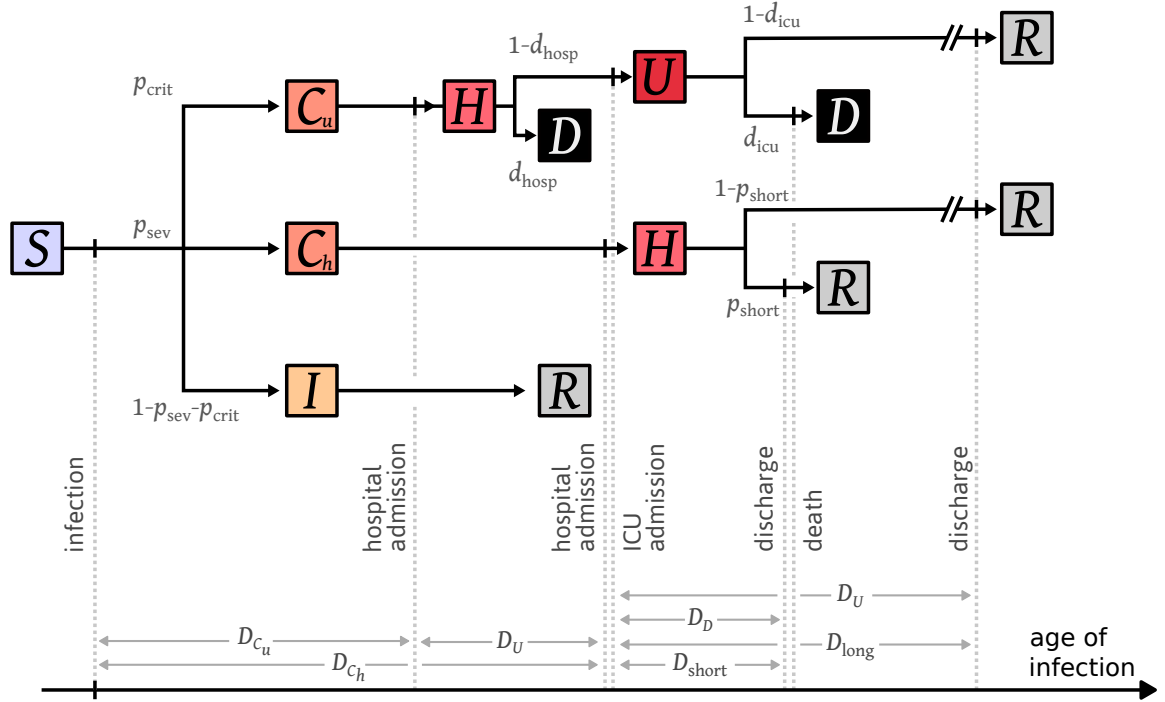 1-d_icu
R
1-d_hosp
p_crit
C_u
H
U
D
D
d_icu
d_hosp
1-p_short
R
S
p_sev
C_h
H
R
p_short
I
R
1-p_sev-p_crit
infection
hospital
admission
hospital
admission
ICU
admission
discharge
death
discharge
D_U
D_D
D_C_u
D_U
D_long
D_C_h
D_short
age of
infection